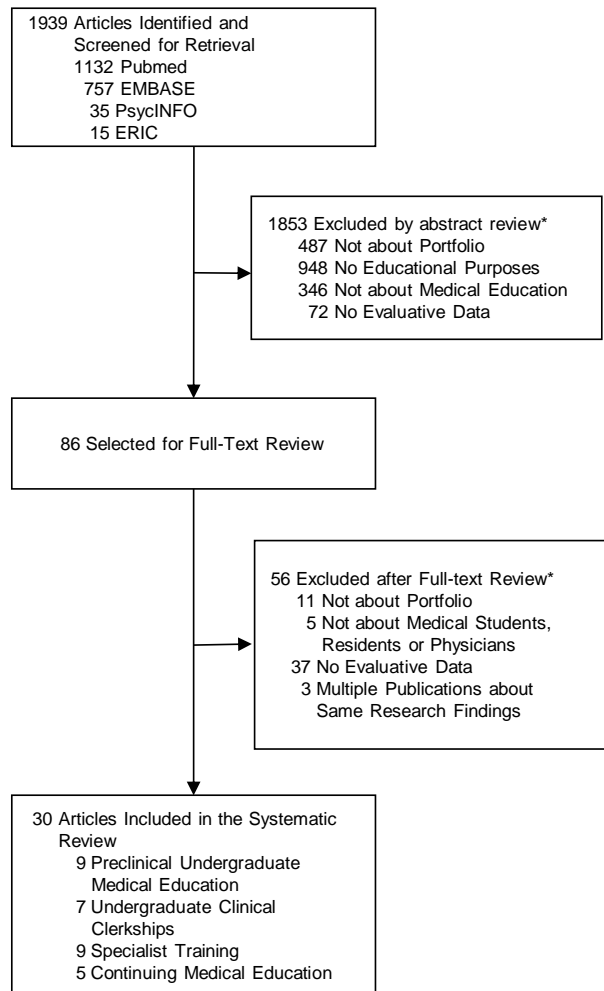 1939 Articles Identified and
Screened for Retrieval
1132 Pubmed
757 EMBASE
35 PsycINFO
15 ERIC
1853 Excluded by abstract review*
487 Not about Portfolio
948 No Educational Purposes
346 Not about Medical Education
72 No Evaluative Data
86 Selected for Full-Text Review
56 Excluded after Full-text Review*
11 Not about Portfolio
5 Not about Medical Students,
Residents or Physicians
37 No Evaluative Data
3 Multiple Publications about
Same Research Findings
30 Articles Included in the Systematic
Review
9 Preclinical Undergraduate
Medical Education
7 Undergraduate Clinical
Clerkships
9 Specialist Training
5 Continuing Medical Education